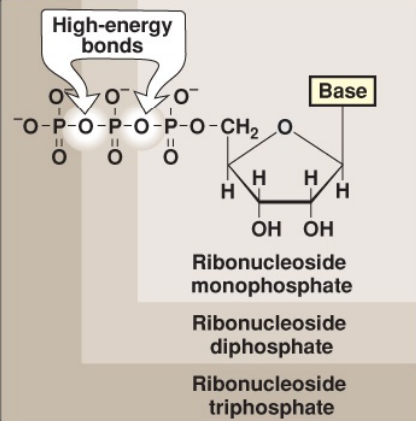 High-energy
bonds
Base
O⁻ O⁻ O⁻
⁻O-P-O-P-O-P-O-CH₂ O
O O O
H H H H
OH OH
Ribonucleoside
monophosphate
Ribonucleoside
diphosphate
Ribonucleoside
triphosphate